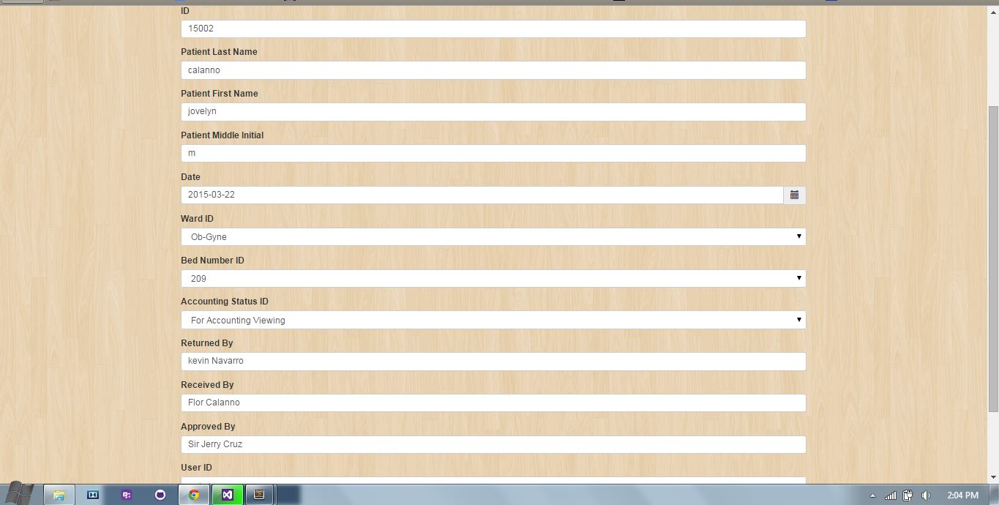 ID
15002
Patient Last Name
calanno
Patient First Name
jovelyn
Patient Middle Initial
m
Date
2015-03-22
Ward ID
Ob-Gyne
Bed Number ID
209
Accounting Status ID
For Accounting Viewing
Returned By
kevin Navarro
Received By
Flor Calanno
Approved By
Sir Jerry Cruz
User ID
2:04 PM